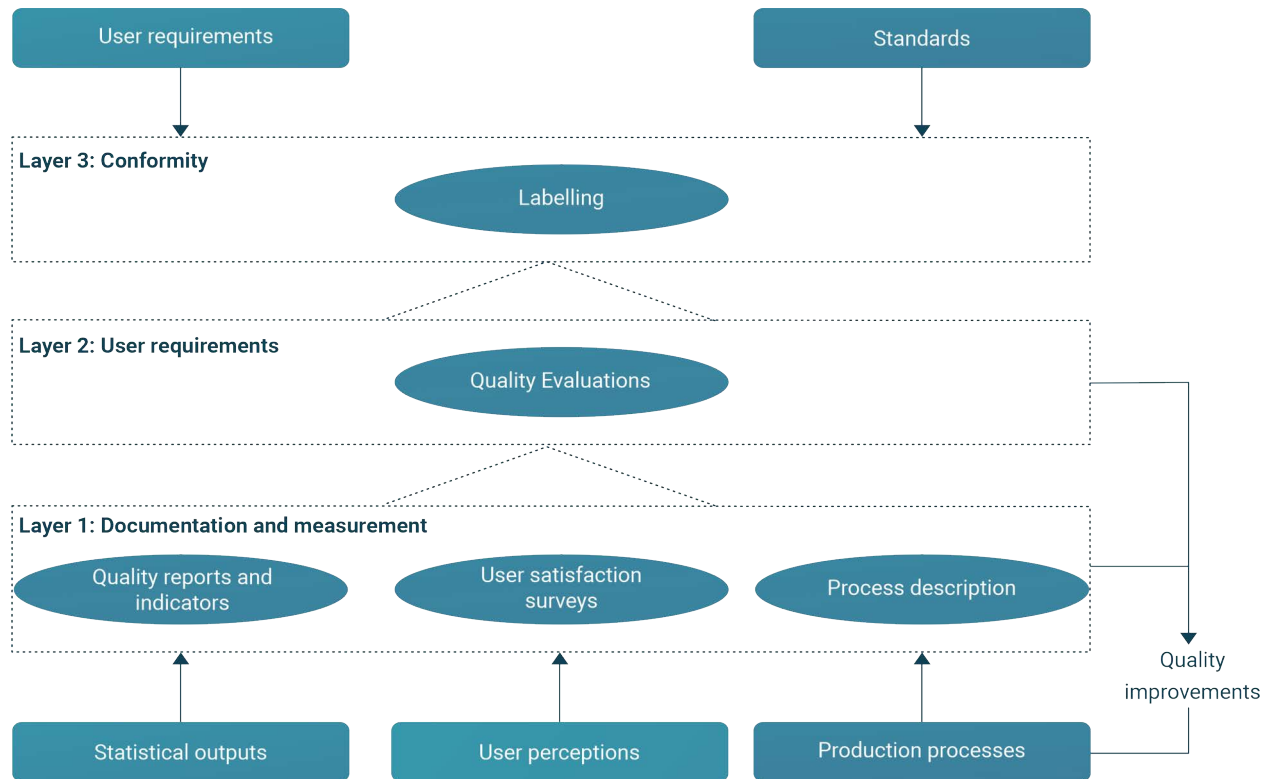 User requirements
Standards
Layer 3: Conformity
Labelling
Layer 2: User requirements
Quality Evaluations
Layer 1: Documentation and measurement
Quality reports and
indicators
User satisfaction
surveys
Process description
Quality
improvements
Statistical outputs
User perceptions
Production processes